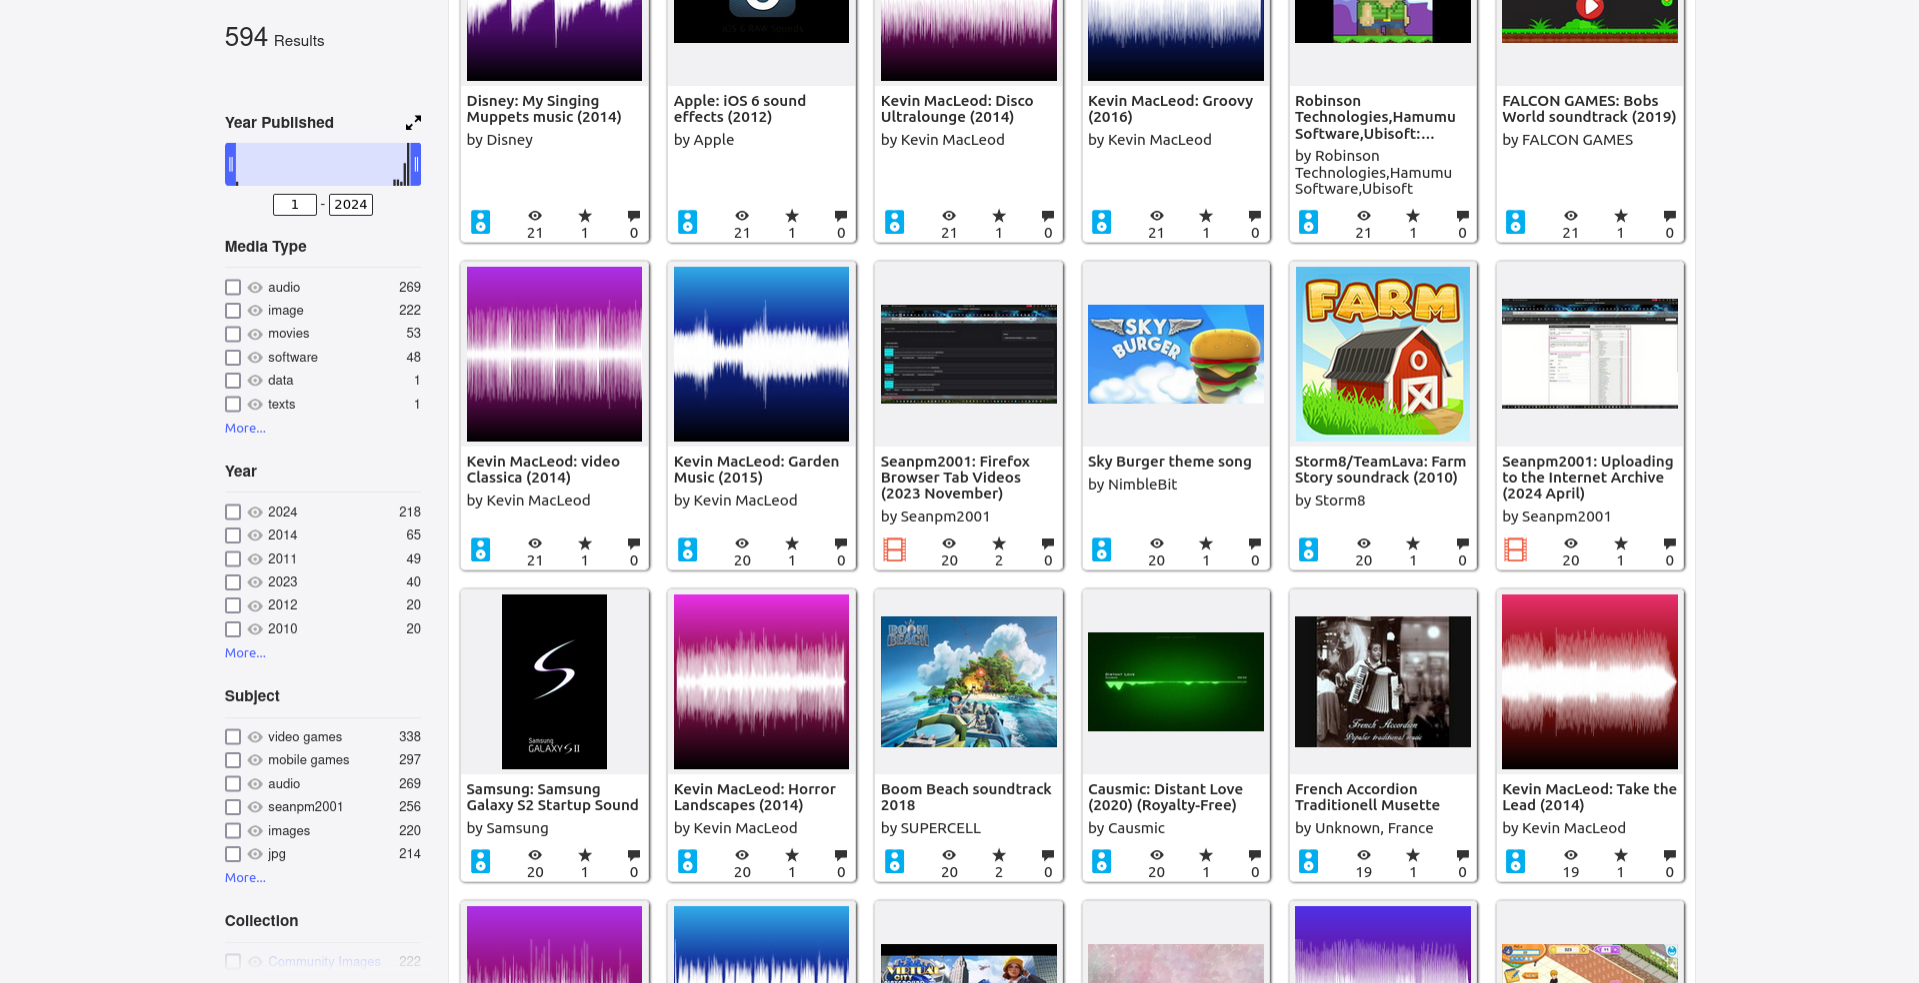 594 Results
Year Published
1 - 2024
Media Type
audio 269
image 222
movies 53
software 48
data 1
texts 1
More...
Year
2024 218
2014 65
2011 49
2023 40
2012 20
2010 20
More...
Subject
video games 338
mobile games 297
audio 269
seanpm2001 256
images 220
jpg 214
More...
Collection
Community Images 222
Disney: My Singing
Muppets music (2014)
by Disney
21 1 0
iOS 6 RAW Sounds
Apple: iOS 6 sound
effects (2012)
by Apple
21 1 0
Kevin MacLeod: Disco
Ultralounge (2014)
by Kevin MacLeod
21 1 0
Kevin MacLeod: Groovy
(2016)
by Kevin MacLeod
21 1 0
Robinson
Technologies,Hamumu
Software,Ubisoft:...
by Robinson
Technologies,Hamumu
Software,Ubisoft
21 1 0
FALCON GAMES: Bobs
World soundtrack (2019)
by FALCON GAMES
21 1 0
Kevin MacLeod: video
Classica (2014)
by Kevin MacLeod
21 1 0
Kevin MacLeod: Garden
Music (2015)
by Kevin MacLeod
20 1 0
Seanpm2001: Firefox
Browser Tab Videos
(2023 November)
by Seanpm2001
20 2 0
SKY
BURGER
Sky Burger theme song
by NimbleBit
20 1 0
FARM
Storm8/TeamLava: Farm
Story soundrack (2010)
by Storm8
20 1 0
Seanpm2001: Uploading
to the Internet Archive
(2024 April)
by Seanpm2001
20 1 0
Samsung
GALAXY S II
Samsung: Samsung
Galaxy S2 Startup Sound
by Samsung
20 1 0
Kevin MacLeod: Horror
Landscapes (2014)
by Kevin MacLeod
20 1 0
BOOM
BEACH
Boom Beach soundtrack
2018
by SUPERCELL
20 2 0
DISTANT LOVE
Causmic: Distant Love
(2020) (Royalty-Free)
by Causmic
20 1 0
French Accordion
Popular traditional music
French Accordion
Traditionell Musette
by Unknown, France
19 1 0
Kevin MacLeod: Take the
Lead (2014)
by Kevin MacLeod
19 1 0
VIRTUAL
CITY